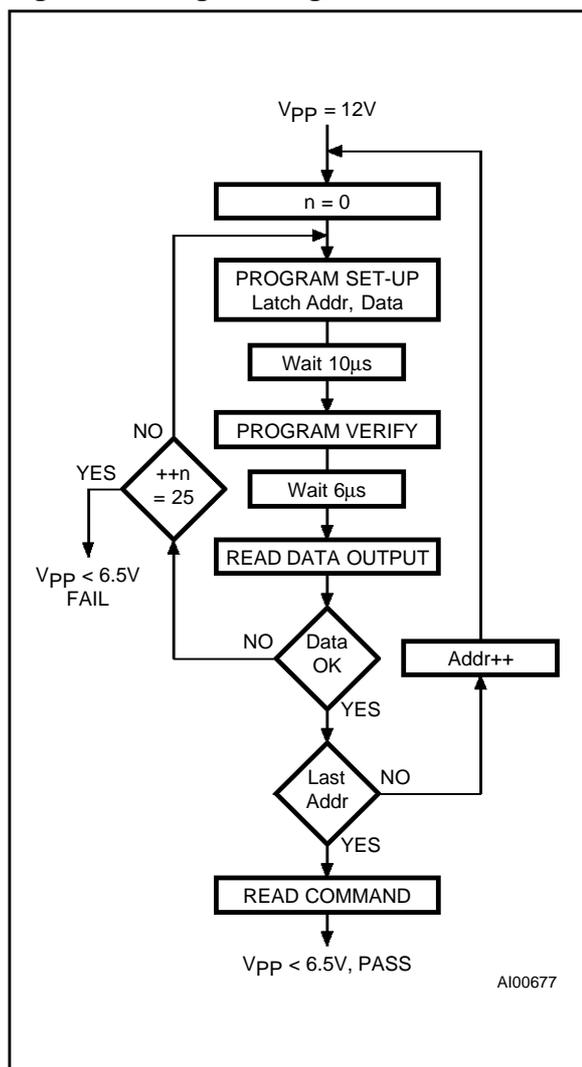 VPP = 12V
n = 0
PROGRAM SET-UP
Latch Addr, Data
Wait 10μs
NO
PROGRAM VERIFY
YES
++n
= 25
Wait 6μs
READ DATA OUTPUT
VPP < 6.5V
FAIL
NO
Data
OK
YES
Addr++
Last
Addr
NO
YES
READ COMMAND
VPP < 6.5V, PASS
AI00677